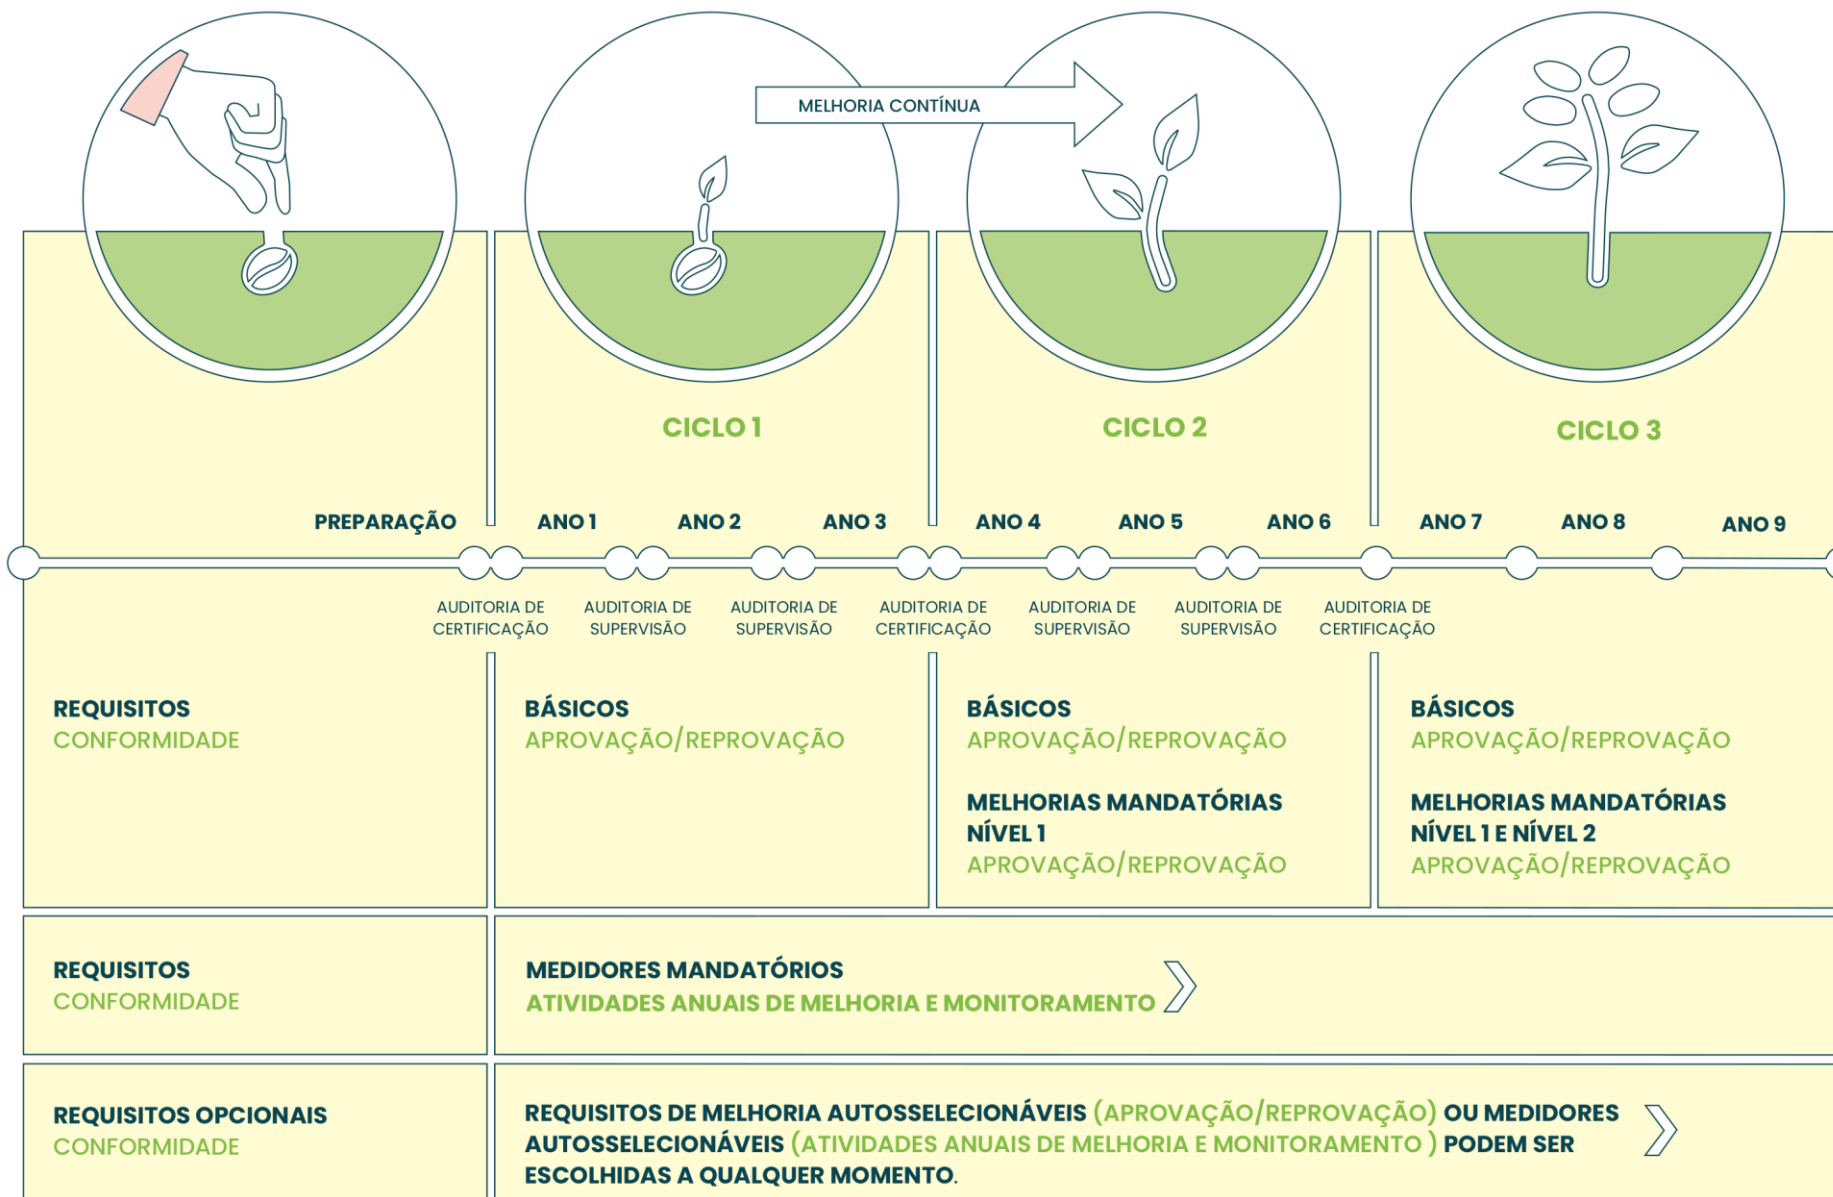 MELHORIA CONTÍNUA
CICLO 1
CICLO 2
CICLO 3
PREPARAÇÃO
ANO 1
ANO 2
ANO 3
ANO 4
ANO 5
ANO 6
ANO 7
ANO 8
ANO 9
AUDITORIA DE
CERTIFICAÇÃO
AUDITORIA DE
SUPERVISÃO
AUDITORIA DE
SUPERVISÃO
AUDITORIA DE
CERTIFICAÇÃO
AUDITORIA DE
SUPERVISÃO
AUDITORIA DE
SUPERVISÃO
AUDITORIA DE
CERTIFICAÇÃO
REQUISITOS
CONFORMIDADE
BÁSICOS
APROVAÇÃO/REPROVAÇÃO
BÁSICOS
APROVAÇÃO/REPROVAÇÃO
MELHORIAS MANDATÓRIAS
NÍVEL 1
APROVAÇÃO/REPROVAÇÃO
BÁSICOS
APROVAÇÃO/REPROVAÇÃO
MELHORIAS MANDATÓRIAS
NÍVEL 1 E NÍVEL 2
APROVAÇÃO/REPROVAÇÃO
REQUISITOS
CONFORMIDADE
MEDIDORES MANDATÓRIOS
ATIVIDADES ANUAIS DE MELHORIA E MONITORAMENTO
REQUISITOS OPCIONAIS
CONFORMIDADE
REQUISITOS DE MELHORIA AUTOSSELECIONÁVEIS (APROVAÇÃO/REPROVAÇÃO) OU MEDIDORES
AUTOSSELECIONÁVEIS (ATIVIDADES ANUAIS DE MELHORIA E MONITORAMENTO ) PODEM SER
ESCOLHIDAS A QUALQUER MOMENTO.